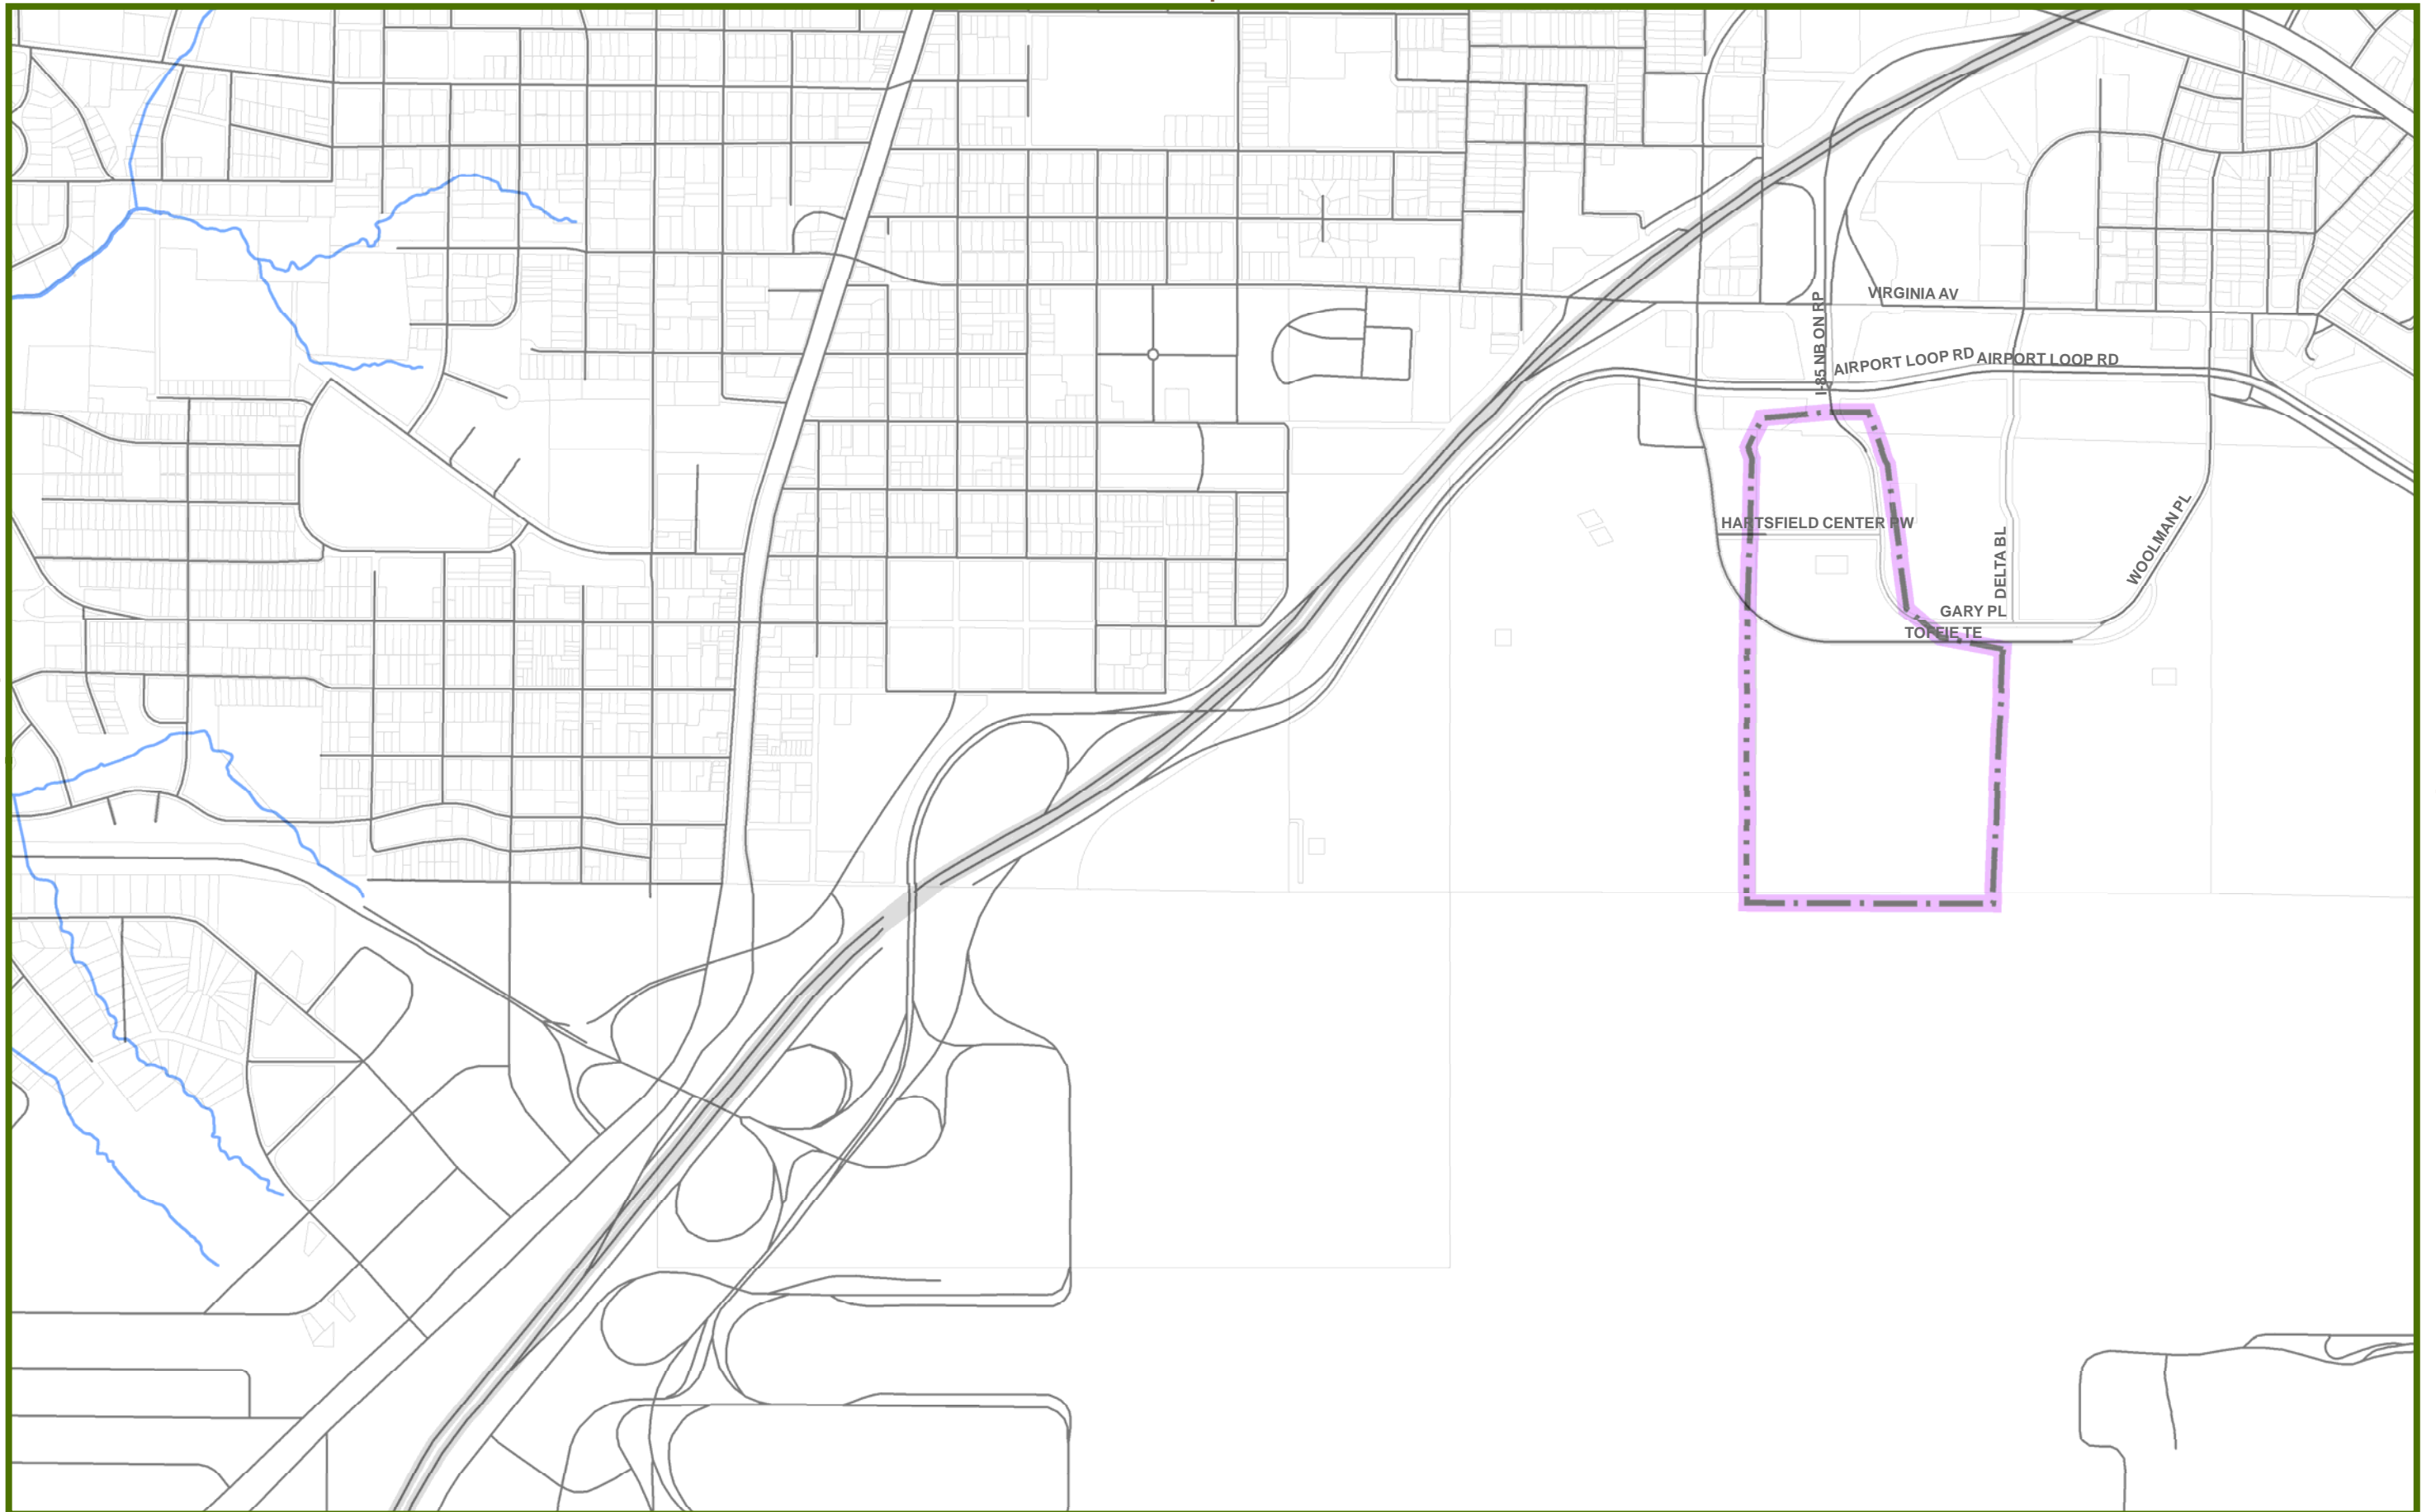 VIRGINIA AV
I-85 NB ON RP
AIRPORT LOOP RD
AIRPORT LOOP RD
HARTSFIELD CENTER PW
DELTA BL
WOOLMAN PL
GARY PL
TOFFIE TE